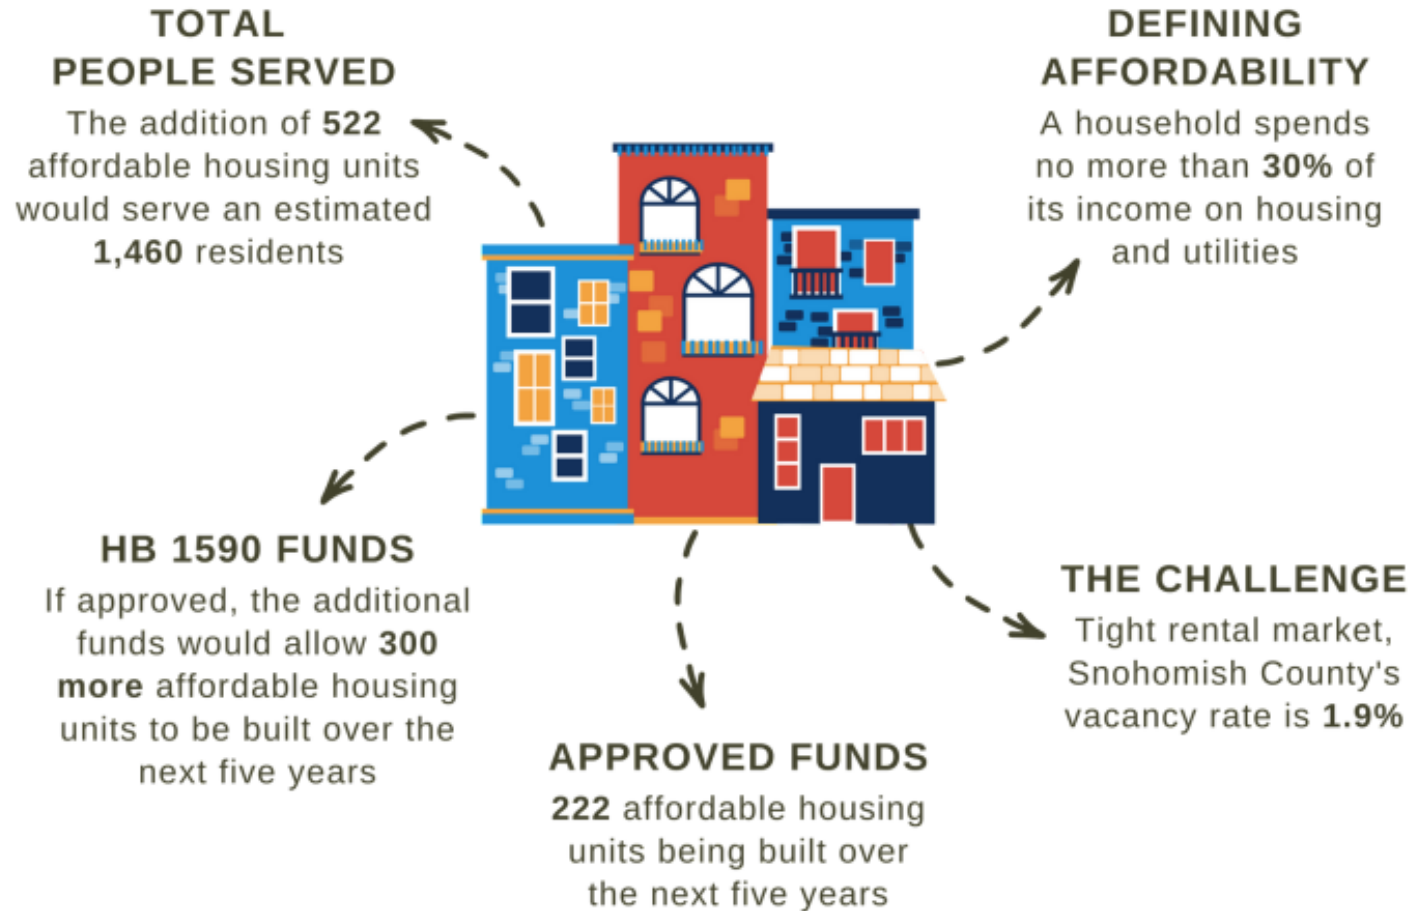 TOTAL
PEOPLE SERVED
The addition of 522
affordable housing units
would serve an estimated
1,460 residents
DEFINING
AFFORDABILITY
A household spends
no more than 30% of
its income on housing
and utilities
HB 1590 FUNDS
If approved, the additional
funds would allow 300
more affordable housing
units to be built over the
next five years
APPROVED FUNDS
222 affordable housing
units being built over
the next five years
THE CHALLENGE
Tight rental market,
Snohomish County's
vacancy rate is 1.9%